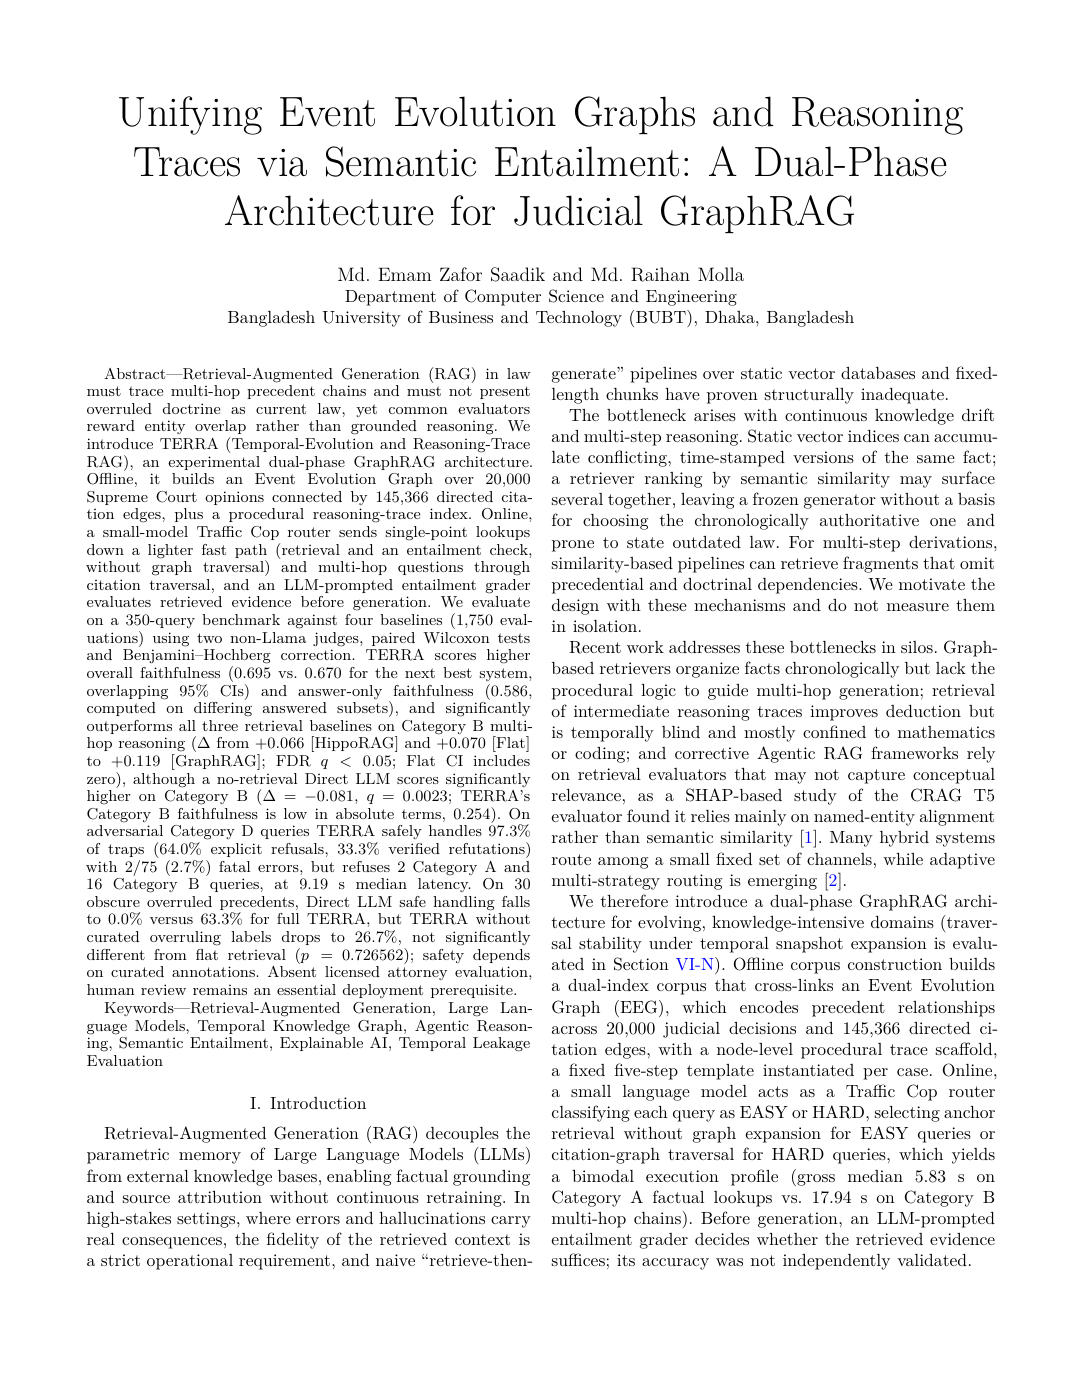 Unifying Event Evolution Graphs and Reasoning
Traces via Semantic Entailment: A Dual-Phase
Architecture for Judicial GraphRAG
Md. Emam Zafor Saadik and Md. Raihan Molla
Department of Computer Science and Engineering
Bangladesh University of Business and Technology (BUBT), Dhaka, Bangladesh
Abstract—Retrieval-Augmented Generation (RAG) in law
must trace multi-hop precedent chains and must not present
overruled doctrine as current law, yet common evaluators
reward entity overlap rather than grounded reasoning. We
introduce TERRA (Temporal-Evolution and Reasoning-Trace
RAG), an experimental dual-phase GraphRAG architecture.
Offline, it builds an Event Evolution Graph over 20,000
Supreme Court opinions connected by 145,366 directed cita-
tion edges, plus a procedural reasoning-trace index. Online,
a small-model Traffic Cop router sends single-point lookups
down a lighter fast path (retrieval and an entailment check,
without graph traversal) and multi-hop questions through
citation traversal, and an LLM-prompted entailment grader
evaluates retrieved evidence before generation. We evaluate
on a 350-query benchmark against four baselines (1,750 eval-
uations) using two non-Llama judges, paired Wilcoxon tests
and Benjamini–Hochberg correction. TERRA scores higher
overall faithfulness (0.695 vs. 0.670 for the next best system,
overlapping 95% CIs) and answer-only faithfulness (0.586,
computed on differing answered subsets), and significantly
outperforms all three retrieval baselines on Category B multi-
hop reasoning (Δ from +0.066 [HippoRAG] and +0.070 [Flat]
to +0.119 [GraphRAG]; FDR q < 0.05; Flat CI includes
zero), although a no-retrieval Direct LLM scores significantly
higher on Category B (Δ = −0.081, q = 0.0023; TERRA's
Category B faithfulness is low in absolute terms, 0.254). On
adversarial Category D queries TERRA safely handles 97.3%
of traps (64.0% explicit refusals, 33.3% verified refutations)
with 2/75 (2.7%) fatal errors, but refuses 2 Category A and
16 Category B queries, at 9.19 s median latency. On 30
obscure overruled precedents, Direct LLM safe handling falls
to 0.0% versus 63.3% for full TERRA, but TERRA without
curated overruling labels drops to 26.7%, not significantly
different from flat retrieval (p = 0.726562); safety depends
on curated annotations. Absent licensed attorney evaluation,
human review remains an essential deployment prerequisite.
Keywords—Retrieval-Augmented Generation, Large Lan-
guage Models, Temporal Knowledge Graph, Agentic Reason-
ing, Semantic Entailment, Explainable AI, Temporal Leakage
Evaluation
I. Introduction
Retrieval-Augmented Generation (RAG) decouples the
parametric memory of Large Language Models (LLMs)
from external knowledge bases, enabling factual grounding
and source attribution without continuous retraining. In
high-stakes settings, where errors and hallucinations carry
real consequences, the fidelity of the retrieved context is
a strict operational requirement, and naive “retrieve-then-
generate” pipelines over static vector databases and fixed-
length chunks have proven structurally inadequate.
The bottleneck arises with continuous knowledge drift
and multi-step reasoning. Static vector indices can accumu-
late conflicting, time-stamped versions of the same fact;
a retriever ranking by semantic similarity may surface
several together, leaving a frozen generator without a basis
for choosing the chronologically authoritative one and
prone to state outdated law. For multi-step derivations,
similarity-based pipelines can retrieve fragments that omit
precedential and doctrinal dependencies. We motivate the
design with these mechanisms and do not measure them
in isolation.
Recent work addresses these bottlenecks in silos. Graph-
based retrievers organize facts chronologically but lack the
procedural logic to guide multi-hop generation; retrieval
of intermediate reasoning traces improves deduction but
is temporally blind and mostly confined to mathematics
or coding; and corrective Agentic RAG frameworks rely
on retrieval evaluators that may not capture conceptual
relevance, as a SHAP-based study of the CRAG T5
evaluator found it relies mainly on named-entity alignment
rather than semantic similarity [1]. Many hybrid systems
route among a small fixed set of channels, while adaptive
multi-strategy routing is emerging [2].
We therefore introduce a dual-phase GraphRAG archi-
tecture for evolving, knowledge-intensive domains (traver-
sal stability under temporal snapshot expansion is evalu-
ated in Section VI-N). Offline corpus construction builds
a dual-index corpus that cross-links an Event Evolution
Graph (EEG), which encodes precedent relationships
across 20,000 judicial decisions and 145,366 directed ci-
tation edges, with a node-level procedural trace scaffold,
a fixed five-step template instantiated per case. Online,
a small language model acts as a Traffic Cop router
classifying each query as EASY or HARD, selecting anchor
retrieval without graph expansion for EASY queries or
citation-graph traversal for HARD queries, which yields
a bimodal execution profile (gross median 5.83 s on
Category A factual lookups vs. 17.94 s on Category B
multi-hop chains). Before generation, an LLM-prompted
entailment grader decides whether the retrieved evidence
suffices; its accuracy was not independently validated.